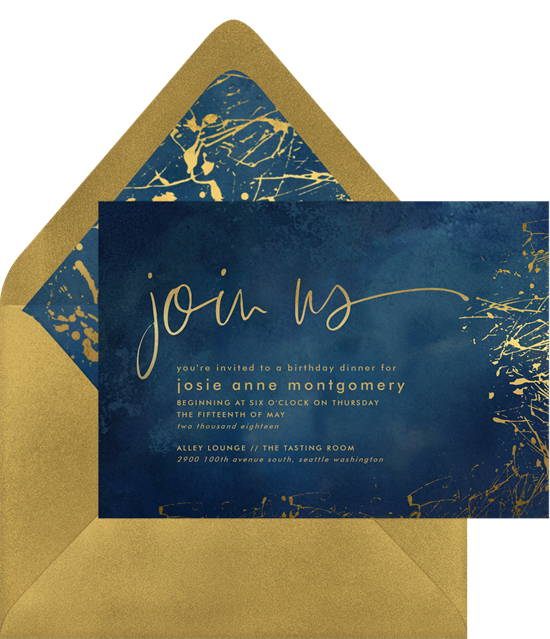 join us
you're invited to a birthday dinner for
josie anne montgomery
BEGINNING AT SIX O'CLOCK ON THURSDAY
THE FIFTEENTH OF MAY
two thousand eighteen
ALLEY LOUNGE // THE TASTING ROOM
2900 100th avenue south, seattle washington